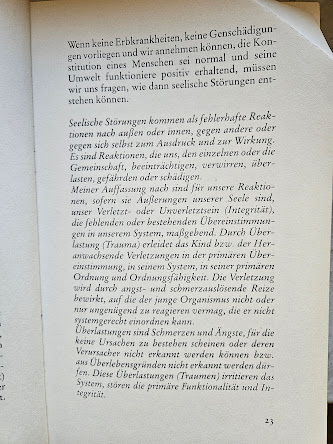 Wenn keine Erbkrankheiten, keine Genschädigun-
gen vorliegen und wir annehmen können, die Kon-
stitution eines Menschen sei normal und seine
Umwelt funktioniere positiv erhaltend, müssen
wir uns fragen, wie dann seelische Störungen ent-
stehen können.
Seelische Störungen kommen als fehlerhafte Reak-
tionen nach außen oder innen, gegen andere oder
gegen sich selbst zum Ausdruck und zur Wirkung.
Es sind Reaktionen, die uns, den einzelnen oder die
Gemeinschaft, beeinträchtigen, verwirren, über-
lasten, gefährden oder schädigen.
Meiner Auffassung nach sind für unsere Reaktio-
nen, sofern sie Äußerungen unserer Seele sind,
unser Verletzt- oder Unverletztsein (Integrität),
die fehlenden oder bestehenden Übereinstimmun-
gen in unserem System, maßgebend. Durch Über-
lastung (Trauma) erleidet das Kind bzw. der Her-
anwachsende Verletzungen in der primären Über-
einstimmung, in seinem System, in seiner primären
Ordnung und Ordnungsfähigkeit. Die Verletzung
wird durch angst- und schmerzauslösende Reize
bewirkt, auf die der junge Organismus nicht oder
nur ungenügend zu reagieren vermag, die er nicht
systemgerecht einordnen kann.
Überlastungen sind Schmerzen und Ängste, für die
keine Ursachen zu bestehen scheinen oder deren
Verursacher nicht erkannt werden können bzw.
aus Überlebensgründen nicht erkannt werden dür-
fen. Diese Überlastungen (Traumen) irritieren das
System, stören die primäre Funktionalität und In-
tegrität.
23